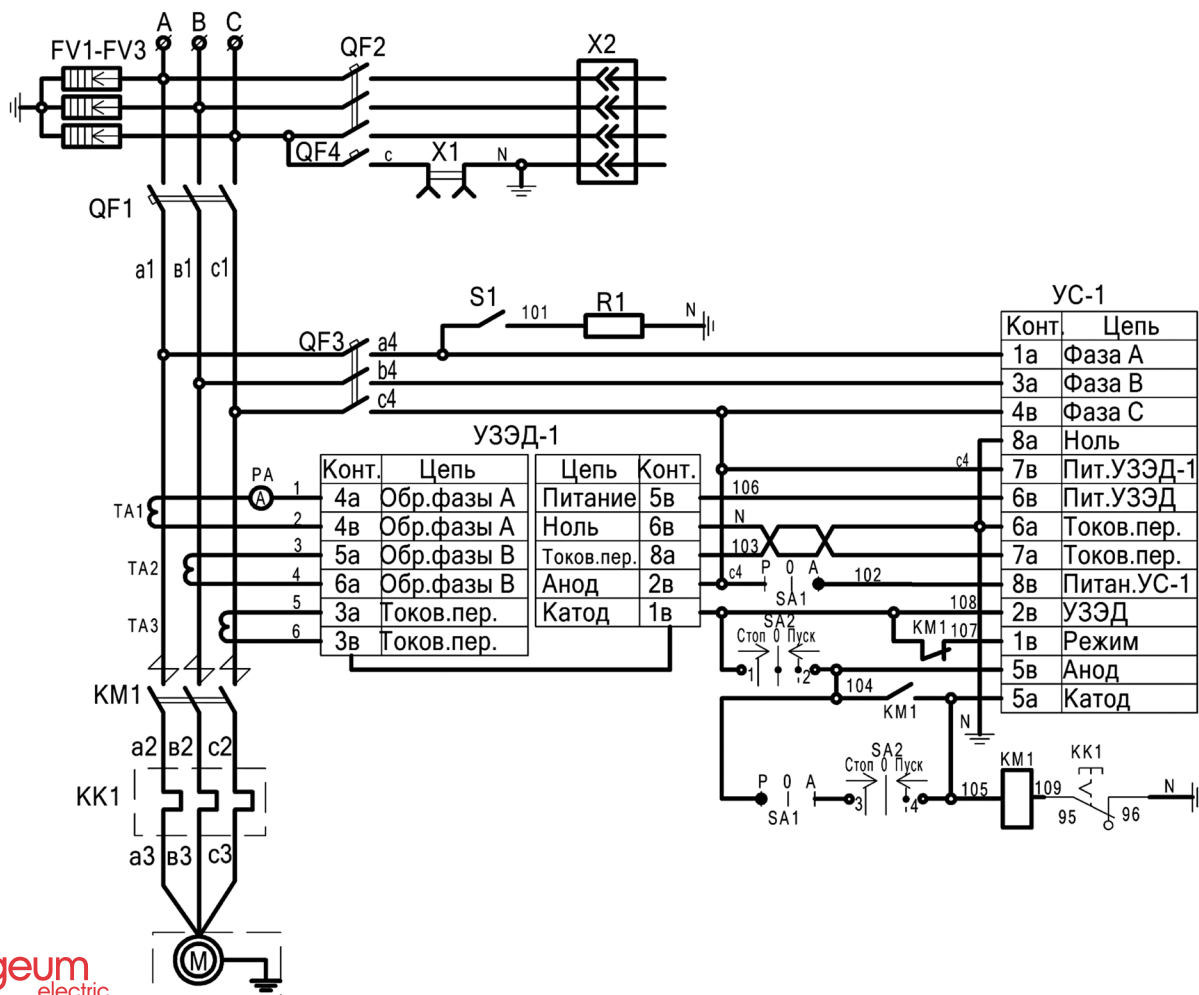 A B C
FV1-FV3
QF2
X2
QF4 c X1 N
QF1
a1 в1 c1
S1 101 R1 N
QF3 a4
b4
c4
УС-1
Конт. Цепь
1а Фаза А
3а Фаза В
4в Фаза С
8а Ноль
c4 7в Пит.УЗЭД-1
6в Пит.УЗЭД
6а Токов.пер.
7а Токов.пер.
8в Питан.УС-1
2в УЗЭД
1в Режим
5в Анод
5а Катод
УЗЭД-1
Конт. Цепь
4а Обр.фазы А
4в Обр.фазы А
5а Обр.фазы В
6а Обр.фазы В
3а Токов.пер.
3в Токов.пер.
Цепь Конт.
Питание 5в
Ноль 6в
Токов.пер. 8а
Анод 2в
Катод 1в
PA
A
TA1 1
2
TA2 3
4
TA3 5
6
106
N
103
c4 P 0 A 102
SA1
108
SA2
Стоп 0 Пуск
KM1 107
1 2
104
KM1
N
SA2
Стоп 0 Пуск
P 0 A
SA1
3 4
105
KM1
109
KK1
95 96
N
KM1
a2 в2 c2
KK1
a3 в3 c3
M
geum
electric